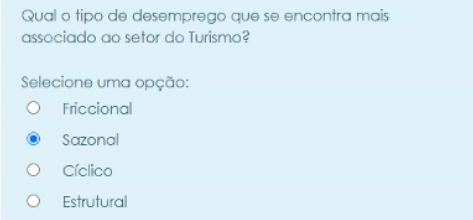 Qual o tipo de desemprego que se encontra mais
associado ao setor do Turismo?
Selecione uma opção:
Friccional
Sazonal
Cíclico
Estrutural